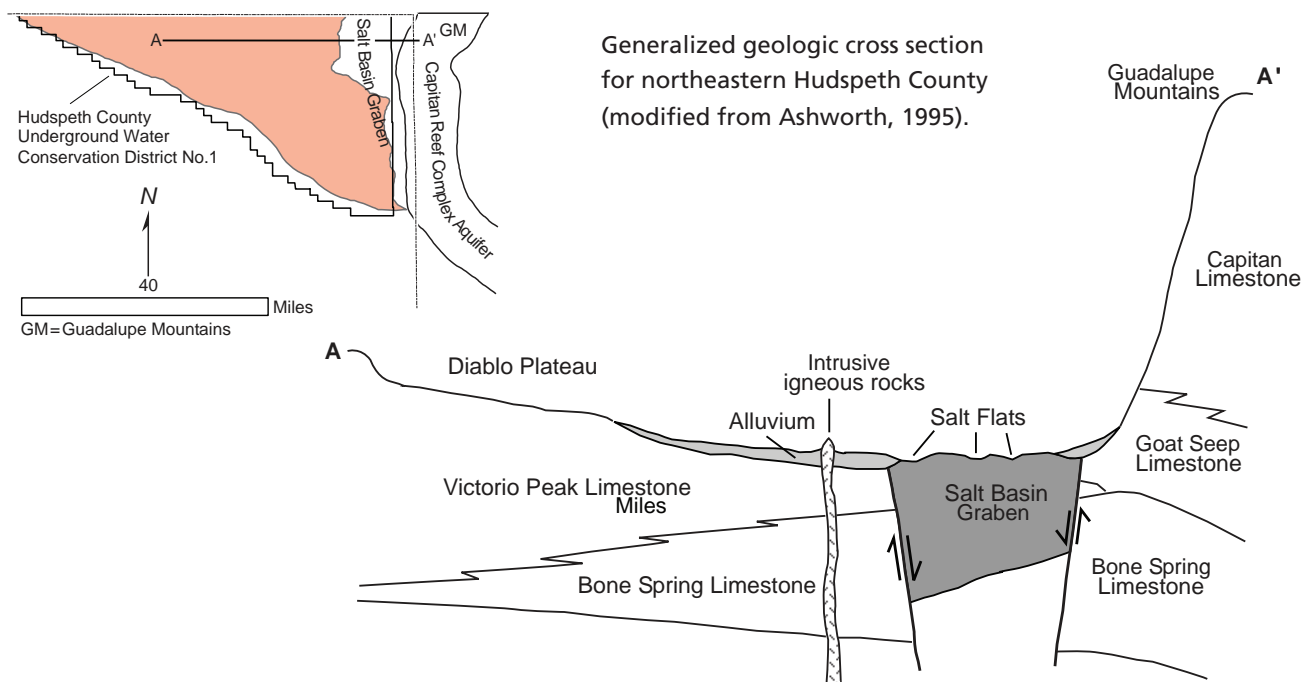 A
A'
GM
Salt Basin Graben
Capitan Reef Complex Aquifer
Hudspeth County
Underground Water
Conservation District No.1
N
40
Miles
GM=Guadalupe Mountains
Generalized geologic cross section
for northeastern Hudspeth County
(modified from Ashworth, 1995).
Guadalupe
Mountains
A'
Capitan
Limestone
A
Diablo Plateau
Intrusive
igneous rocks
Alluvium
Salt Flats
Goat Seep
Limestone
Victorio Peak Limestone
Miles
Salt Basin
Graben
Bone Spring Limestone
Bone Spring
Limestone